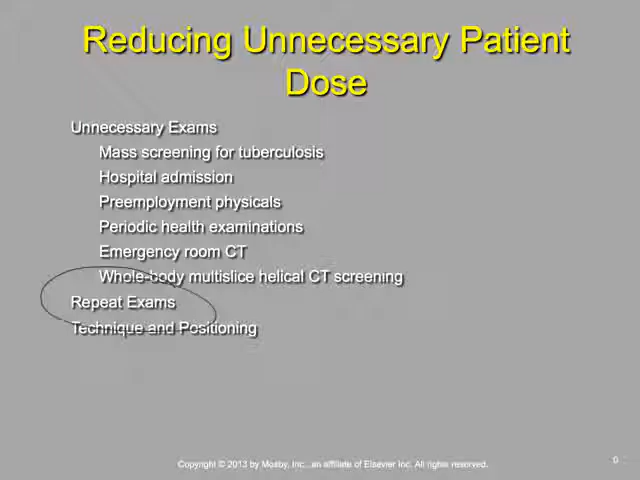 Reducing Unnecessary Patient
Dose
Unnecessary Exams
Mass screening for tuberculosis
Hospital admission
Preemployment physicals
Periodic health examinations
Emergency room CT
Whole-body multislice helical CT screening
Repeat Exams
Technique and Positioning
Copyright © 2013 by Mosby, Inc., an affiliate of Elsevier Inc. All rights reserved.
0